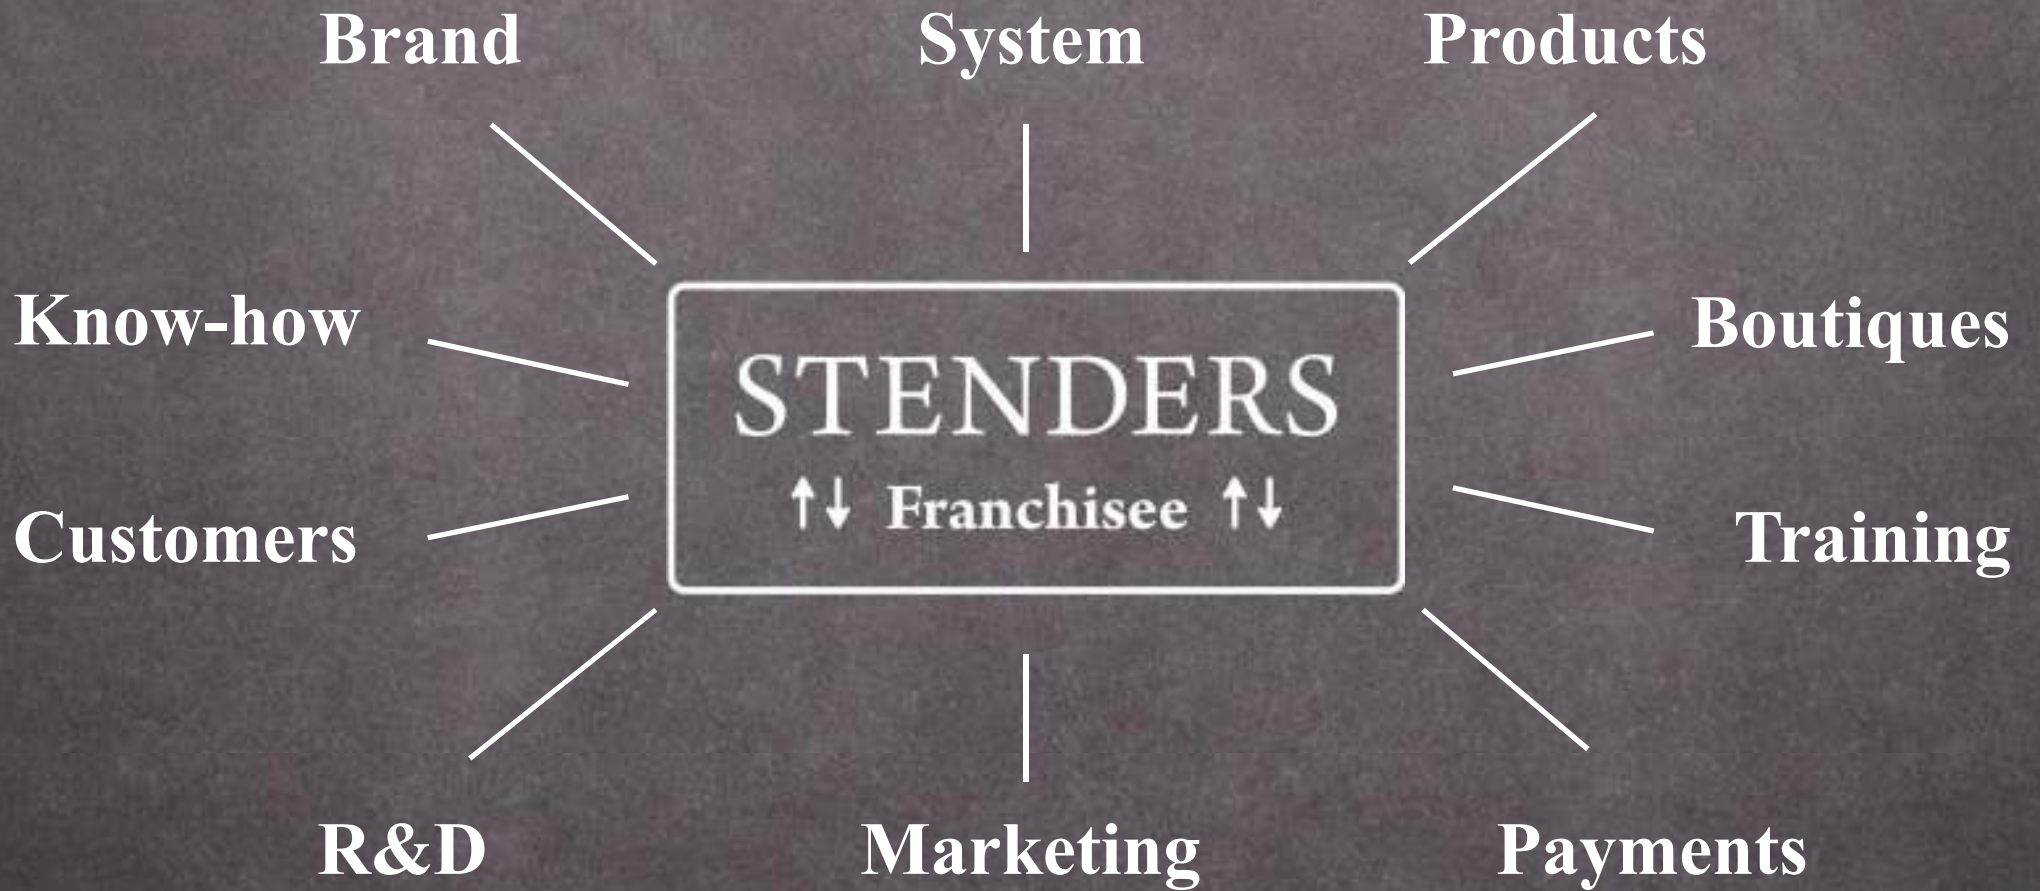 Brand System Products
Know-how Boutiques
STENDERS
↑↓ Franchisee ↑↓
Customers Training
R&D Marketing Payments